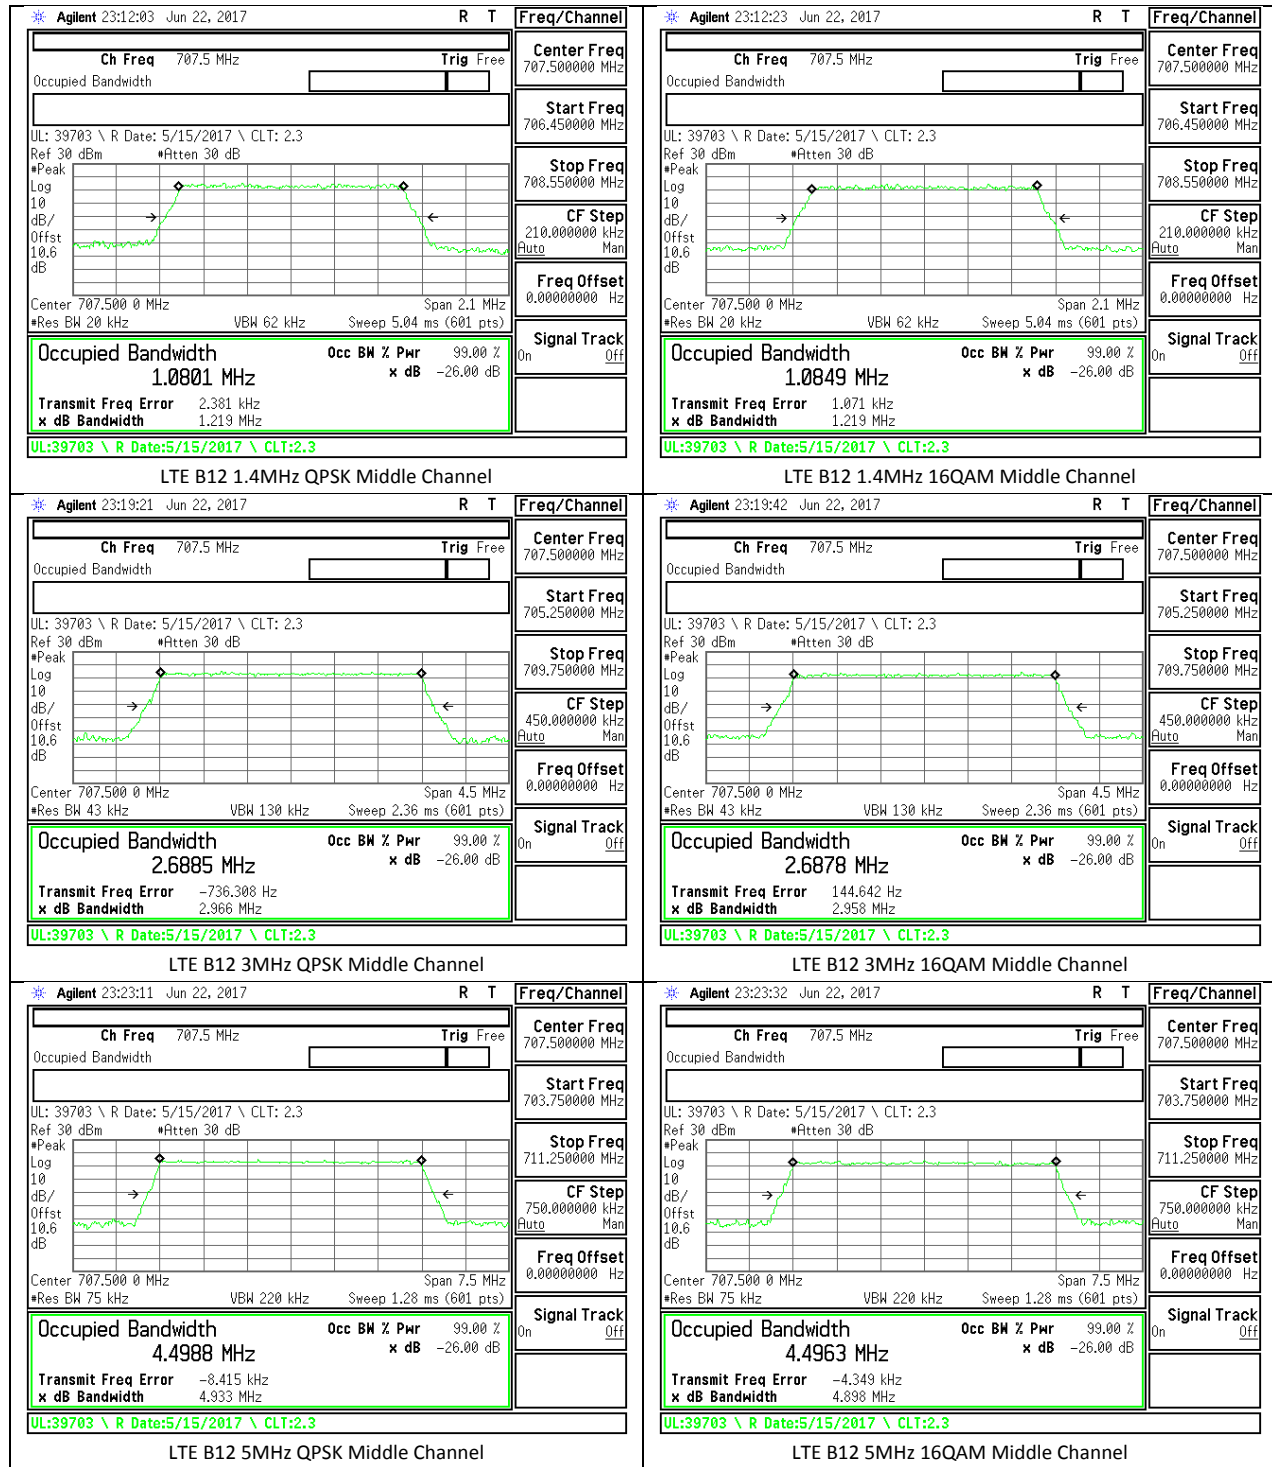 Agilent 23:12:03 Jun 22, 2017 R T Freq/Channel
Ch Freq 707.5 MHz Trig Free
Occupied Bandwidth
Center Freq
707.500000 MHz
Start Freq
706.450000 MHz
UL: 39703 \ R Date: 5/15/2017 \ CLT: 2.3
Ref 30 dBm #Atten 30 dB
#Peak
Log
10
dB/
Offst
10.6
dB
Stop Freq
708.550000 MHz
CF Step
210.000000 kHz
Auto Man
Freq Offset
0.00000000 Hz
Center 707.500 0 MHz Span 2.1 MHz
#Res BW 20 kHz VBW 62 kHz Sweep 5.04 ms (601 pts)
Signal Track
On Off
Occupied Bandwidth Occ BW % Pwr 99.00 %
1.0801 MHz x dB -26.00 dB
Transmit Freq Error 2.381 kHz
x dB Bandwidth 1.219 MHz
UL:39703 \ R Date:5/15/2017 \ CLT:2.3
LTE B12 1.4MHz QPSK Middle Channel
Agilent 23:12:23 Jun 22, 2017 R T Freq/Channel
Ch Freq 707.5 MHz Trig Free
Occupied Bandwidth
Center Freq
707.500000 MHz
Start Freq
706.450000 MHz
UL: 39703 \ R Date: 5/15/2017 \ CLT: 2.3
Ref 30 dBm #Atten 30 dB
#Peak
Log
10
dB/
Offst
10.6
dB
Stop Freq
708.550000 MHz
CF Step
210.000000 kHz
Auto Man
Freq Offset
0.00000000 Hz
Center 707.500 0 MHz Span 2.1 MHz
#Res BW 20 kHz VBW 62 kHz Sweep 5.04 ms (601 pts)
Signal Track
On Off
Occupied Bandwidth Occ BW % Pwr 99.00 %
1.0849 MHz x dB -26.00 dB
Transmit Freq Error 1.071 kHz
x dB Bandwidth 1.219 MHz
UL:39703 \ R Date:5/15/2017 \ CLT:2.3
LTE B12 1.4MHz 16QAM Middle Channel
Agilent 23:19:21 Jun 22, 2017 R T Freq/Channel
Ch Freq 707.5 MHz Trig Free
Occupied Bandwidth
Center Freq
707.500000 MHz
Start Freq
705.250000 MHz
UL: 39703 \ R Date: 5/15/2017 \ CLT: 2.3
Ref 30 dBm #Atten 30 dB
#Peak
Log
10
dB/
Offst
10.6
dB
Stop Freq
709.750000 MHz
CF Step
450.000000 kHz
Auto Man
Freq Offset
0.00000000 Hz
Center 707.500 0 MHz Span 4.5 MHz
#Res BW 43 kHz VBW 130 kHz Sweep 2.36 ms (601 pts)
Signal Track
On Off
Occupied Bandwidth Occ BW % Pwr 99.00 %
2.6885 MHz x dB -26.00 dB
Transmit Freq Error -736.308 Hz
x dB Bandwidth 2.966 MHz
UL:39703 \ R Date:5/15/2017 \ CLT:2.3
LTE B12 3MHz QPSK Middle Channel
Agilent 23:19:42 Jun 22, 2017 R T Freq/Channel
Ch Freq 707.5 MHz Trig Free
Occupied Bandwidth
Center Freq
707.500000 MHz
Start Freq
705.250000 MHz
UL: 39703 \ R Date: 5/15/2017 \ CLT: 2.3
Ref 30 dBm #Atten 30 dB
#Peak
Log
10
dB/
Offst
10.6
dB
Stop Freq
709.750000 MHz
CF Step
450.000000 kHz
Auto Man
Freq Offset
0.00000000 Hz
Center 707.500 0 MHz Span 4.5 MHz
#Res BW 43 kHz VBW 130 kHz Sweep 2.36 ms (601 pts)
Signal Track
On Off
Occupied Bandwidth Occ BW % Pwr 99.00 %
2.6878 MHz x dB -26.00 dB
Transmit Freq Error 144.642 Hz
x dB Bandwidth 2.958 MHz
UL:39703 \ R Date:5/15/2017 \ CLT:2.3
LTE B12 3MHz 16QAM Middle Channel
Agilent 23:23:11 Jun 22, 2017 R T Freq/Channel
Ch Freq 707.5 MHz Trig Free
Occupied Bandwidth
Center Freq
707.500000 MHz
Start Freq
703.750000 MHz
UL: 39703 \ R Date: 5/15/2017 \ CLT: 2.3
Ref 30 dBm #Atten 30 dB
#Peak
Log
10
dB/
Offst
10.6
dB
Stop Freq
711.250000 MHz
CF Step
750.000000 kHz
Auto Man
Freq Offset
0.00000000 Hz
Center 707.500 0 MHz Span 7.5 MHz
#Res BW 75 kHz VBW 220 kHz Sweep 1.28 ms (601 pts)
Signal Track
On Off
Occupied Bandwidth Occ BW % Pwr 99.00 %
4.4988 MHz x dB -26.00 dB
Transmit Freq Error -8.415 kHz
x dB Bandwidth 4.933 MHz
UL:39703 \ R Date:5/15/2017 \ CLT:2.3
LTE B12 5MHz QPSK Middle Channel
Agilent 23:23:32 Jun 22, 2017 R T Freq/Channel
Ch Freq 707.5 MHz Trig Free
Occupied Bandwidth
Center Freq
707.500000 MHz
Start Freq
703.750000 MHz
UL: 39703 \ R Date: 5/15/2017 \ CLT: 2.3
Ref 30 dBm #Atten 30 dB
#Peak
Log
10
dB/
Offst
10.6
dB
Stop Freq
711.250000 MHz
CF Step
750.000000 kHz
Auto Man
Freq Offset
0.00000000 Hz
Center 707.500 0 MHz Span 7.5 MHz
#Res BW 75 kHz VBW 220 kHz Sweep 1.28 ms (601 pts)
Signal Track
On Off
Occupied Bandwidth Occ BW % Pwr 99.00 %
4.4963 MHz x dB -26.00 dB
Transmit Freq Error -4.349 kHz
x dB Bandwidth 4.898 MHz
UL:39703 \ R Date:5/15/2017 \ CLT:2.3
LTE B12 5MHz 16QAM Middle Channel